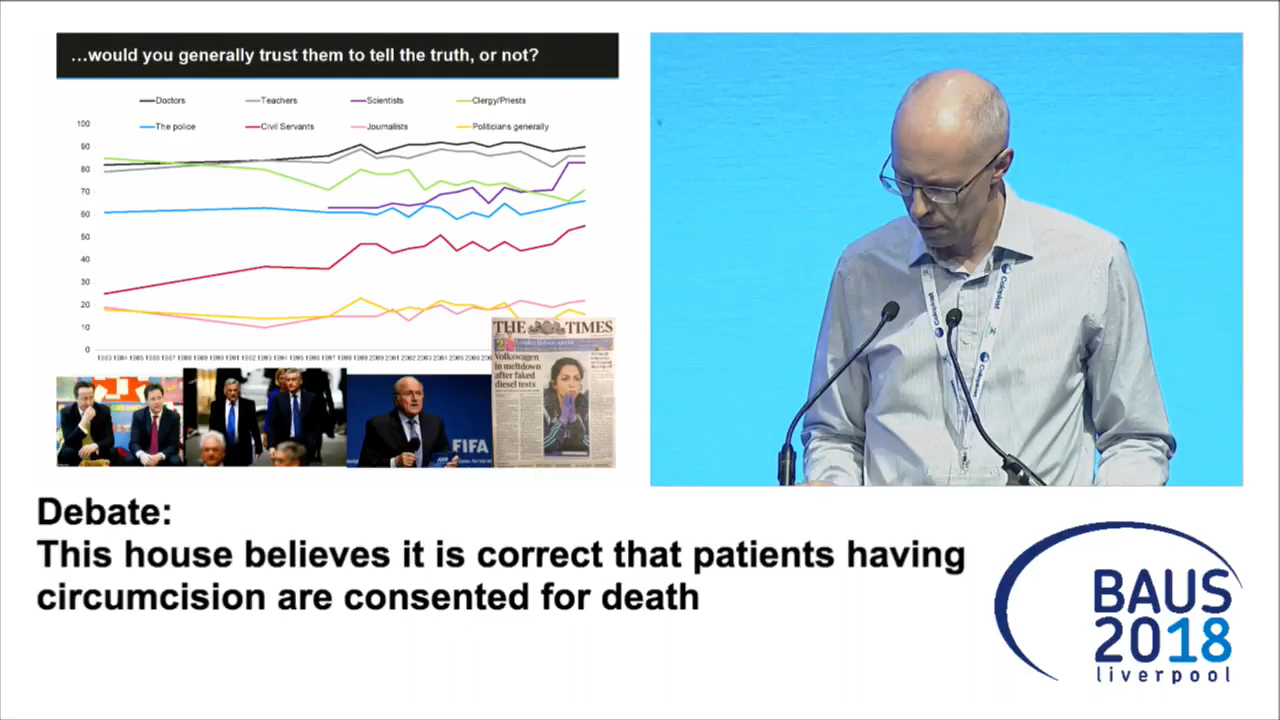 …would you generally trust them to tell the truth, or not?
Doctors
Teachers
Scientists
Clergy/Priests
The police
Civil Servants
Journalists
Politicians generally
100
90
80
70
60
50
40
30
20
10
0
THE TIMES
Volkswagen
in meltdown
after faked
diesel tests
FIFA
Coloplast
Coloplast
Debate:
This house believes it is correct that patients having
circumcision are consented for death
BAUS
2018
liverpool